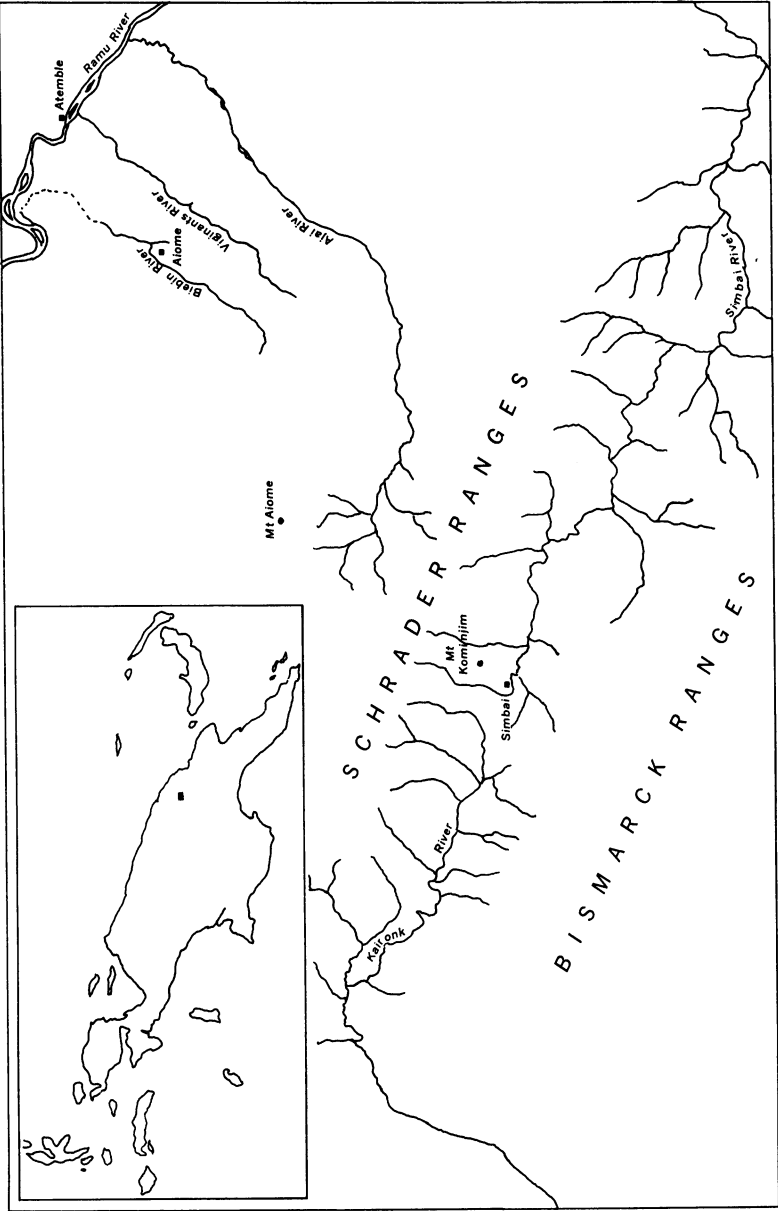 Ramu River
Atemble
Ajai River
Viginents River
Aiome
Biebin River
Simbai River
SCHRADER RANGES
Mt Aiome
Mt
Kominjim
Simbai
BISMARCK RANGES
Kaironk
River